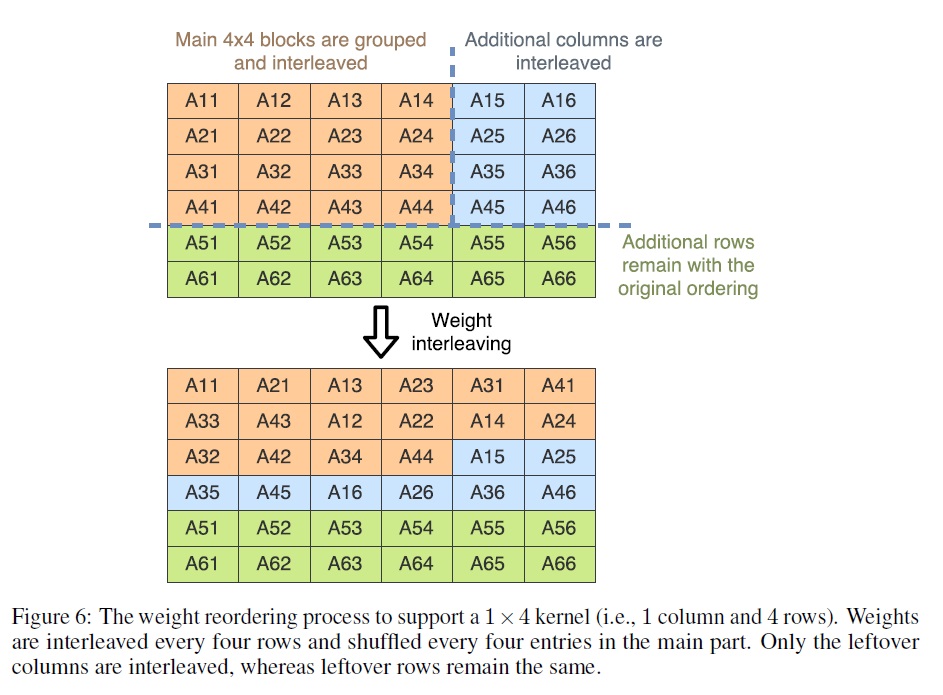 Main 4x4 blocks are grouped
and interleaved
Additional columns are
interleaved
A11 A12 A13 A14 A15 A16
A21 A22 A23 A24 A25 A26
A31 A32 A33 A34 A35 A36
A41 A42 A43 A44 A45 A46
A51 A52 A53 A54 A55 A56
A61 A62 A63 A64 A65 A66
Additional rows
remain with the
original ordering
Weight
interleaving
A11 A21 A13 A23 A31 A41
A33 A43 A12 A22 A14 A24
A32 A42 A34 A44 A15 A25
A35 A45 A16 A26 A36 A46
A51 A52 A53 A54 A55 A56
A61 A62 A63 A64 A65 A66
Figure 6: The weight reordering process to support a 1 × 4 kernel (i.e., 1 column and 4 rows). Weights
are interleaved every four rows and shuffled every four entries in the main part. Only the leftover
columns are interleaved, whereas leftover rows remain the same.